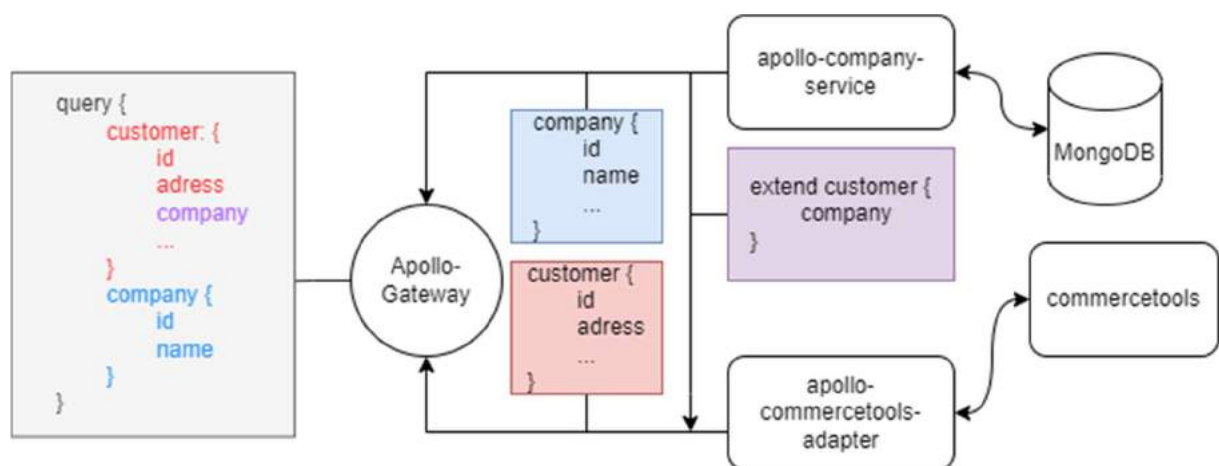 query {
customer: {
id
adress
company
...
}
company {
id
name
}
}
Apollo-
Gateway
company {
id
name
...
}
customer {
id
adress
...
}
apollo-company-
service
extend customer {
company
}
apollo-
commercetools-
adapter
MongoDB
commercetools